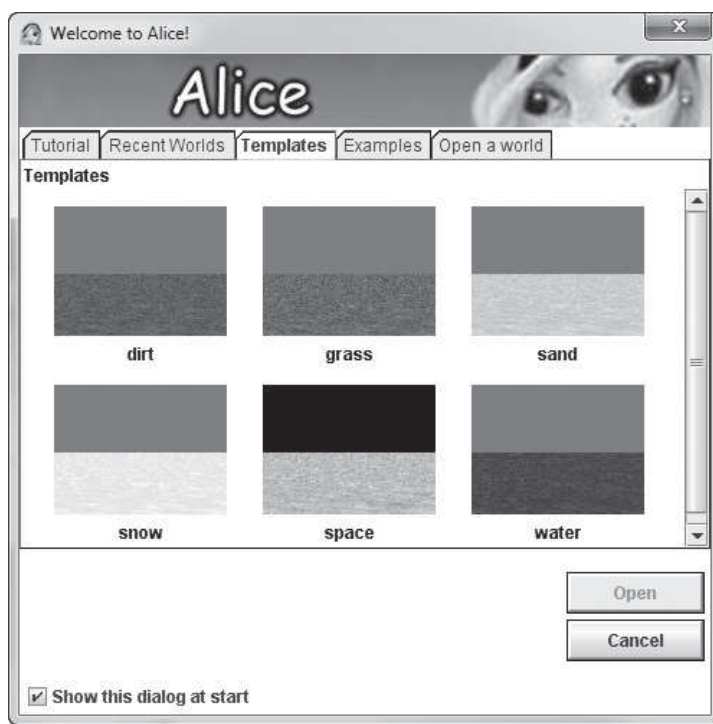 Welcome to Alice!
Alice
Tutorial Recent Worlds Templates Examples Open a world
Templates
dirt grass sand
snow space water
Open
Cancel
Show this dialog at start